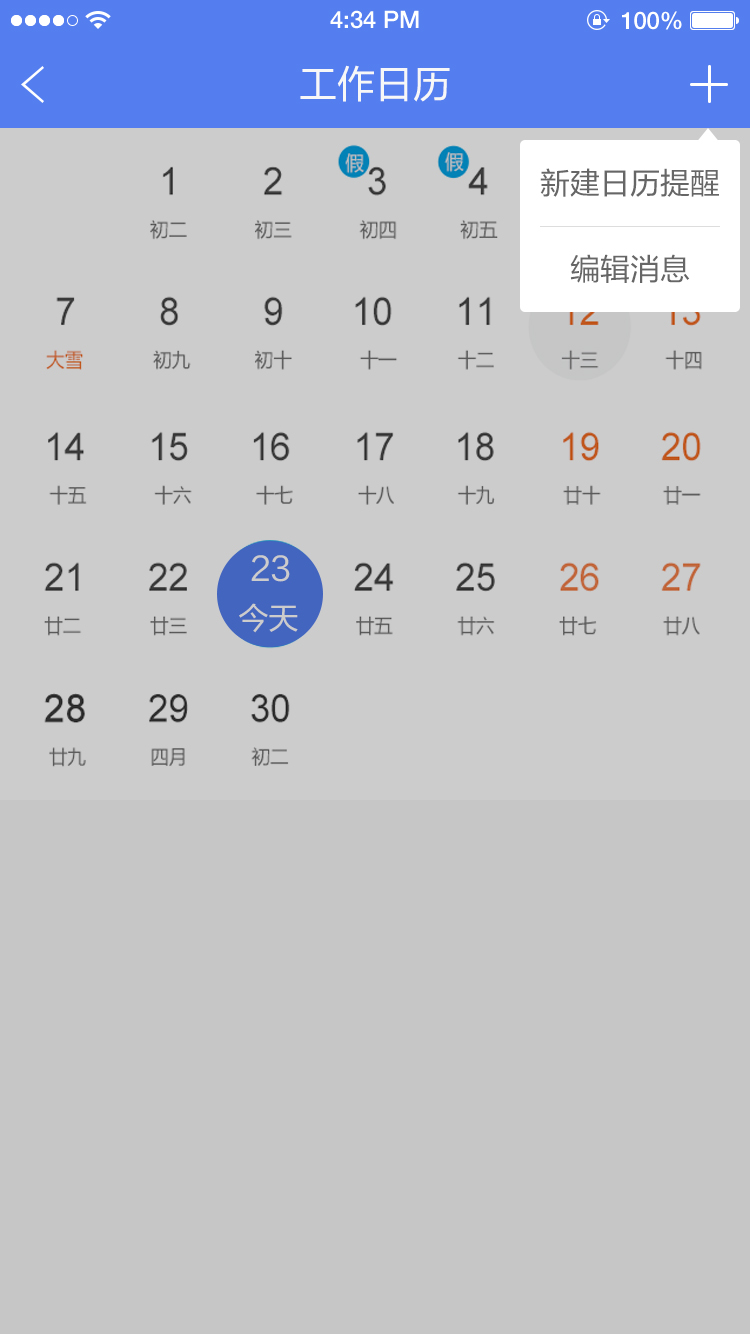 4:34 PM 100%
工作日历
新建日历提醒
编辑消息
假 假
1 2 3 4
初二 初三 初四 初五
7 8 9 10 11 12 13
大雪 初九 初十 十一 十二 十三 十四
14 15 16 17 18 19 20
十五 十六 十七 十八 十九 廿十 廿一
21 22 23 24 25 26 27
廿二 廿三 今天 廿五 廿六 廿七 廿八
28 29 30
廿九 四月 初二